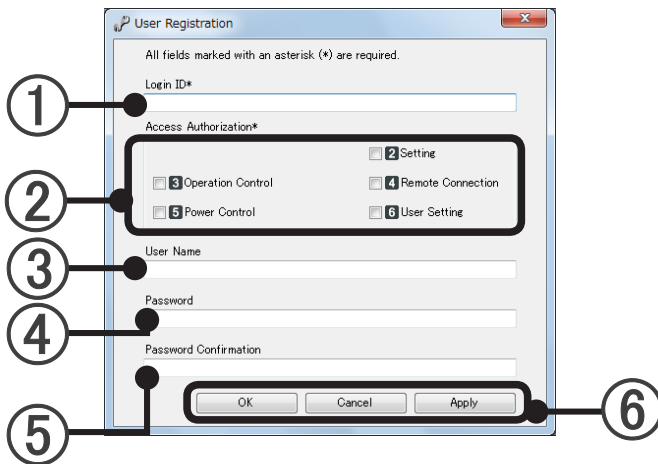 User Registration
All fields marked with an asterisk (*) are required.
Login ID*
①
Access Authorization*
2 Setting
3 Operation Control
4 Remote Connection
②
5 Power Control
6 User Setting
User Name
③
Password
④
Password Confirmation
OK Cancel Apply
⑥
⑤